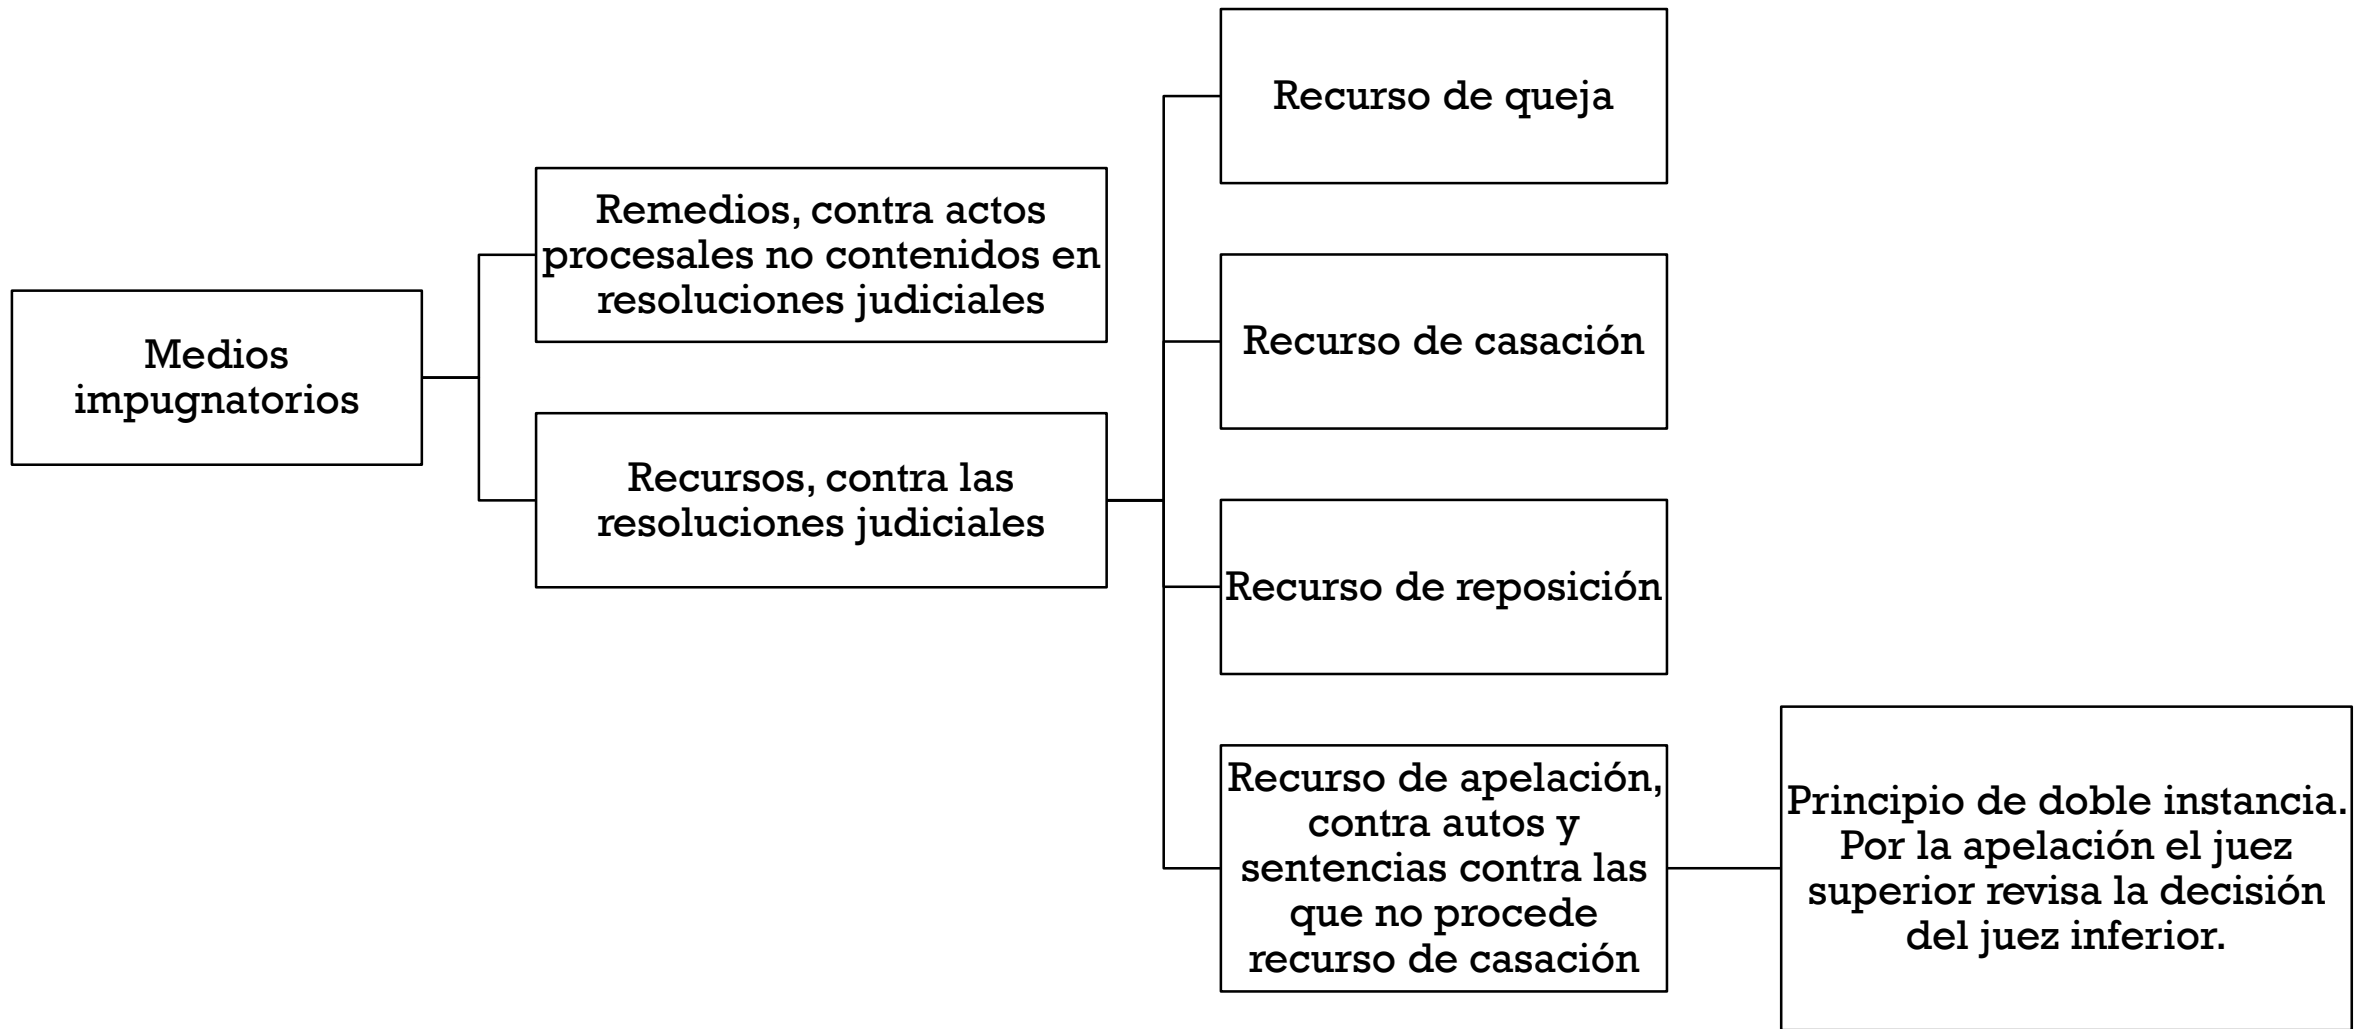 Medios
impugnatorios
Remedios, contra actos
procesales no contenidos en
resoluciones judiciales
Recursos, contra las
resoluciones judiciales
Recurso de queja
Recurso de casación
Recurso de reposición
Recurso de apelación,
contra autos y
sentencias contra las
que no procede
recurso de casación
Principio de doble instancia.
Por la apelación el juez
superior revisa la decisión
del juez inferior.